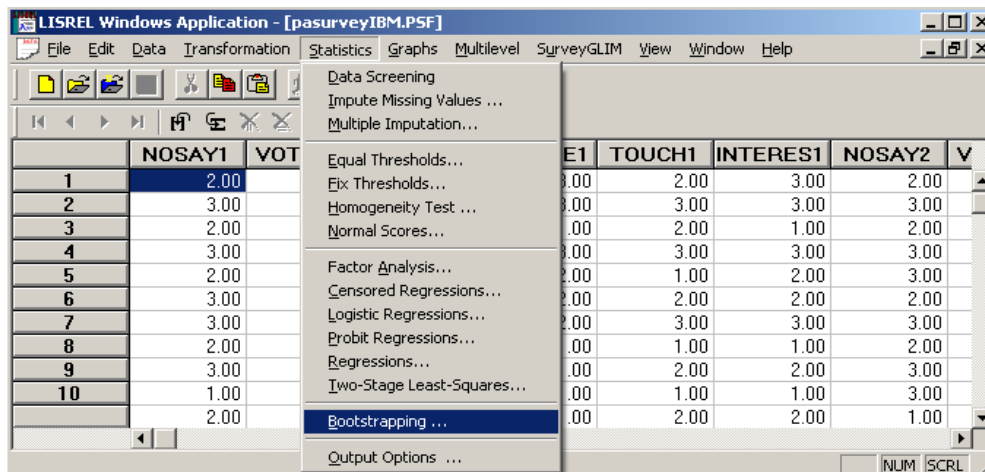 LISREL Windows Application - [pasurveyIBM.PSF]
File Edit Data Transformation Statistics Graphs Multilevel SurveyGLIM View Window Help
Data Screening
Impute Missing Values ...
Multiple Imputation...
Equal Thresholds...
Fix Thresholds...
Homogeneity Test ...
Normal Scores...
Factor Analysis...
Censored Regressions...
Logistic Regressions...
Probit Regressions...
Regressions...
Two-Stage Least-Squares...
Bootstrapping ...
Output Options ...
NOSAY1 VOT E1 TOUCH1 INTERES1 NOSAY2 V
1 2.00 3.00 2.00 3.00 2.00
2 3.00 3.00 3.00 3.00 3.00
3 2.00 .00 2.00 1.00 2.00
4 3.00 3.00 3.00 3.00 3.00
5 2.00 2.00 1.00 2.00 3.00
6 3.00 2.00 2.00 2.00 2.00
7 3.00 2.00 3.00 3.00 3.00
8 2.00 .00 1.00 1.00 2.00
9 3.00 .00 2.00 2.00 3.00
10 1.00 .00 1.00 1.00 3.00
2.00 .00 2.00 2.00 1.00
NUM SCRL